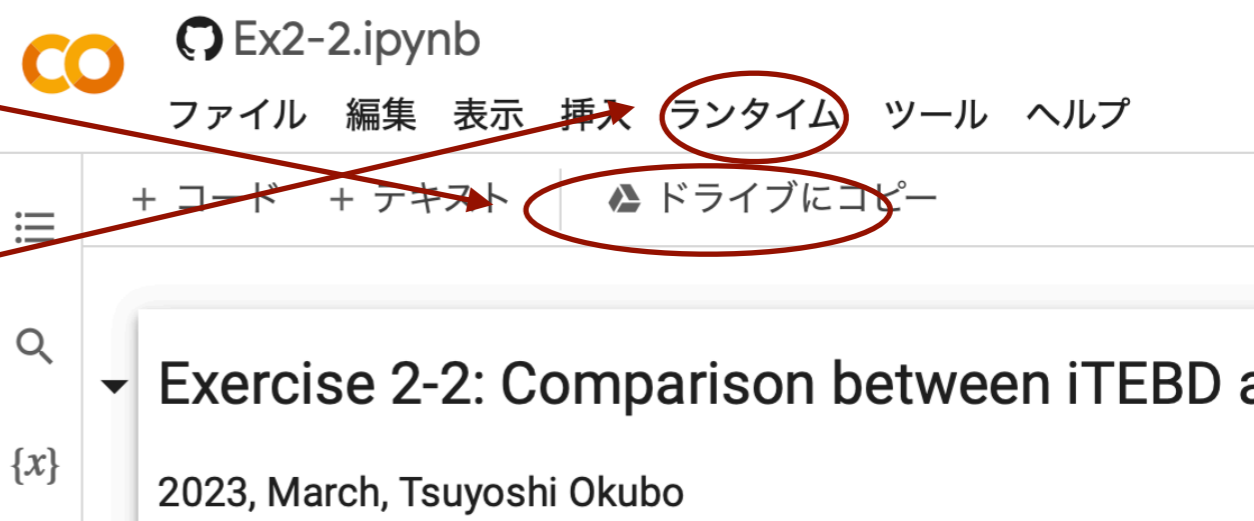 Ex2-2.ipynb
ファイル 編集 表示 挿入 ランタイム ツール ヘルプ
+ コード + テキスト ドライブにコピー
Exercise 2-2: Comparison between iTEBD
{x}
2023, March, Tsuyoshi Okubo